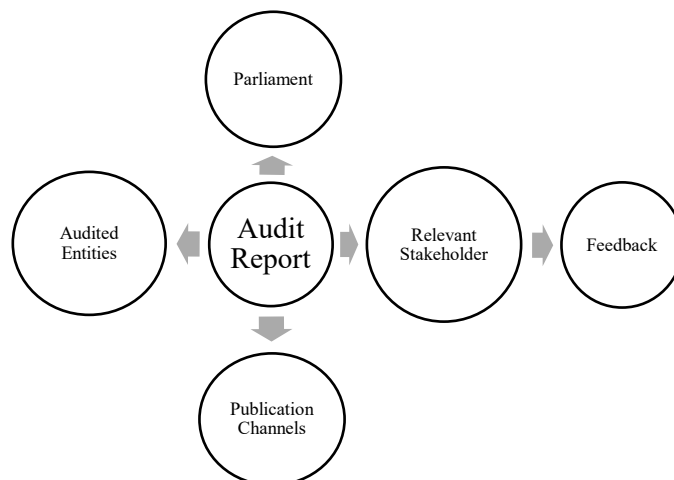 Parliament
Audited
Entities
Audit
Report
Relevant
Stakeholder
Feedback
Publication
Channels